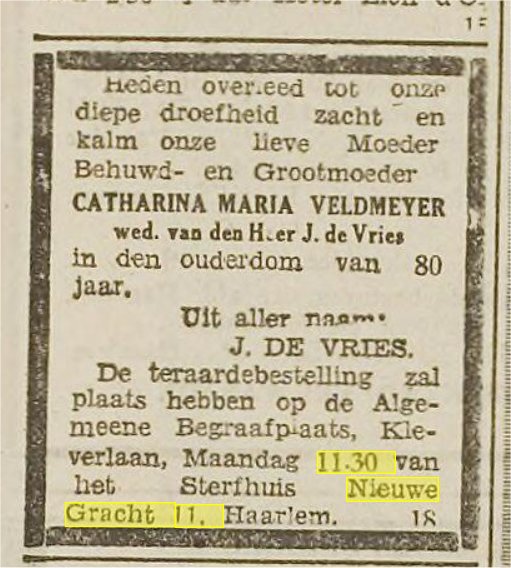 15
Heden overleed tot onze
diepe droefheid zacht en
kalm onze lieve Moeder
Behuwd- en Grootmoeder
CATHARINA MARIA VELDMEYER
wed. van den Heer J. de Vries
in den ouderdom van 80
jaar.
Uit aller naam:
J. DE VRIES.
De teraardebestelling zal
plaats hebben op de Alge-
meene Begraafplaats, Kle-
verlaan, Maandag 11.30 van
het Sterfhuis Nieuwe
Gracht 11, Haarlem. 18